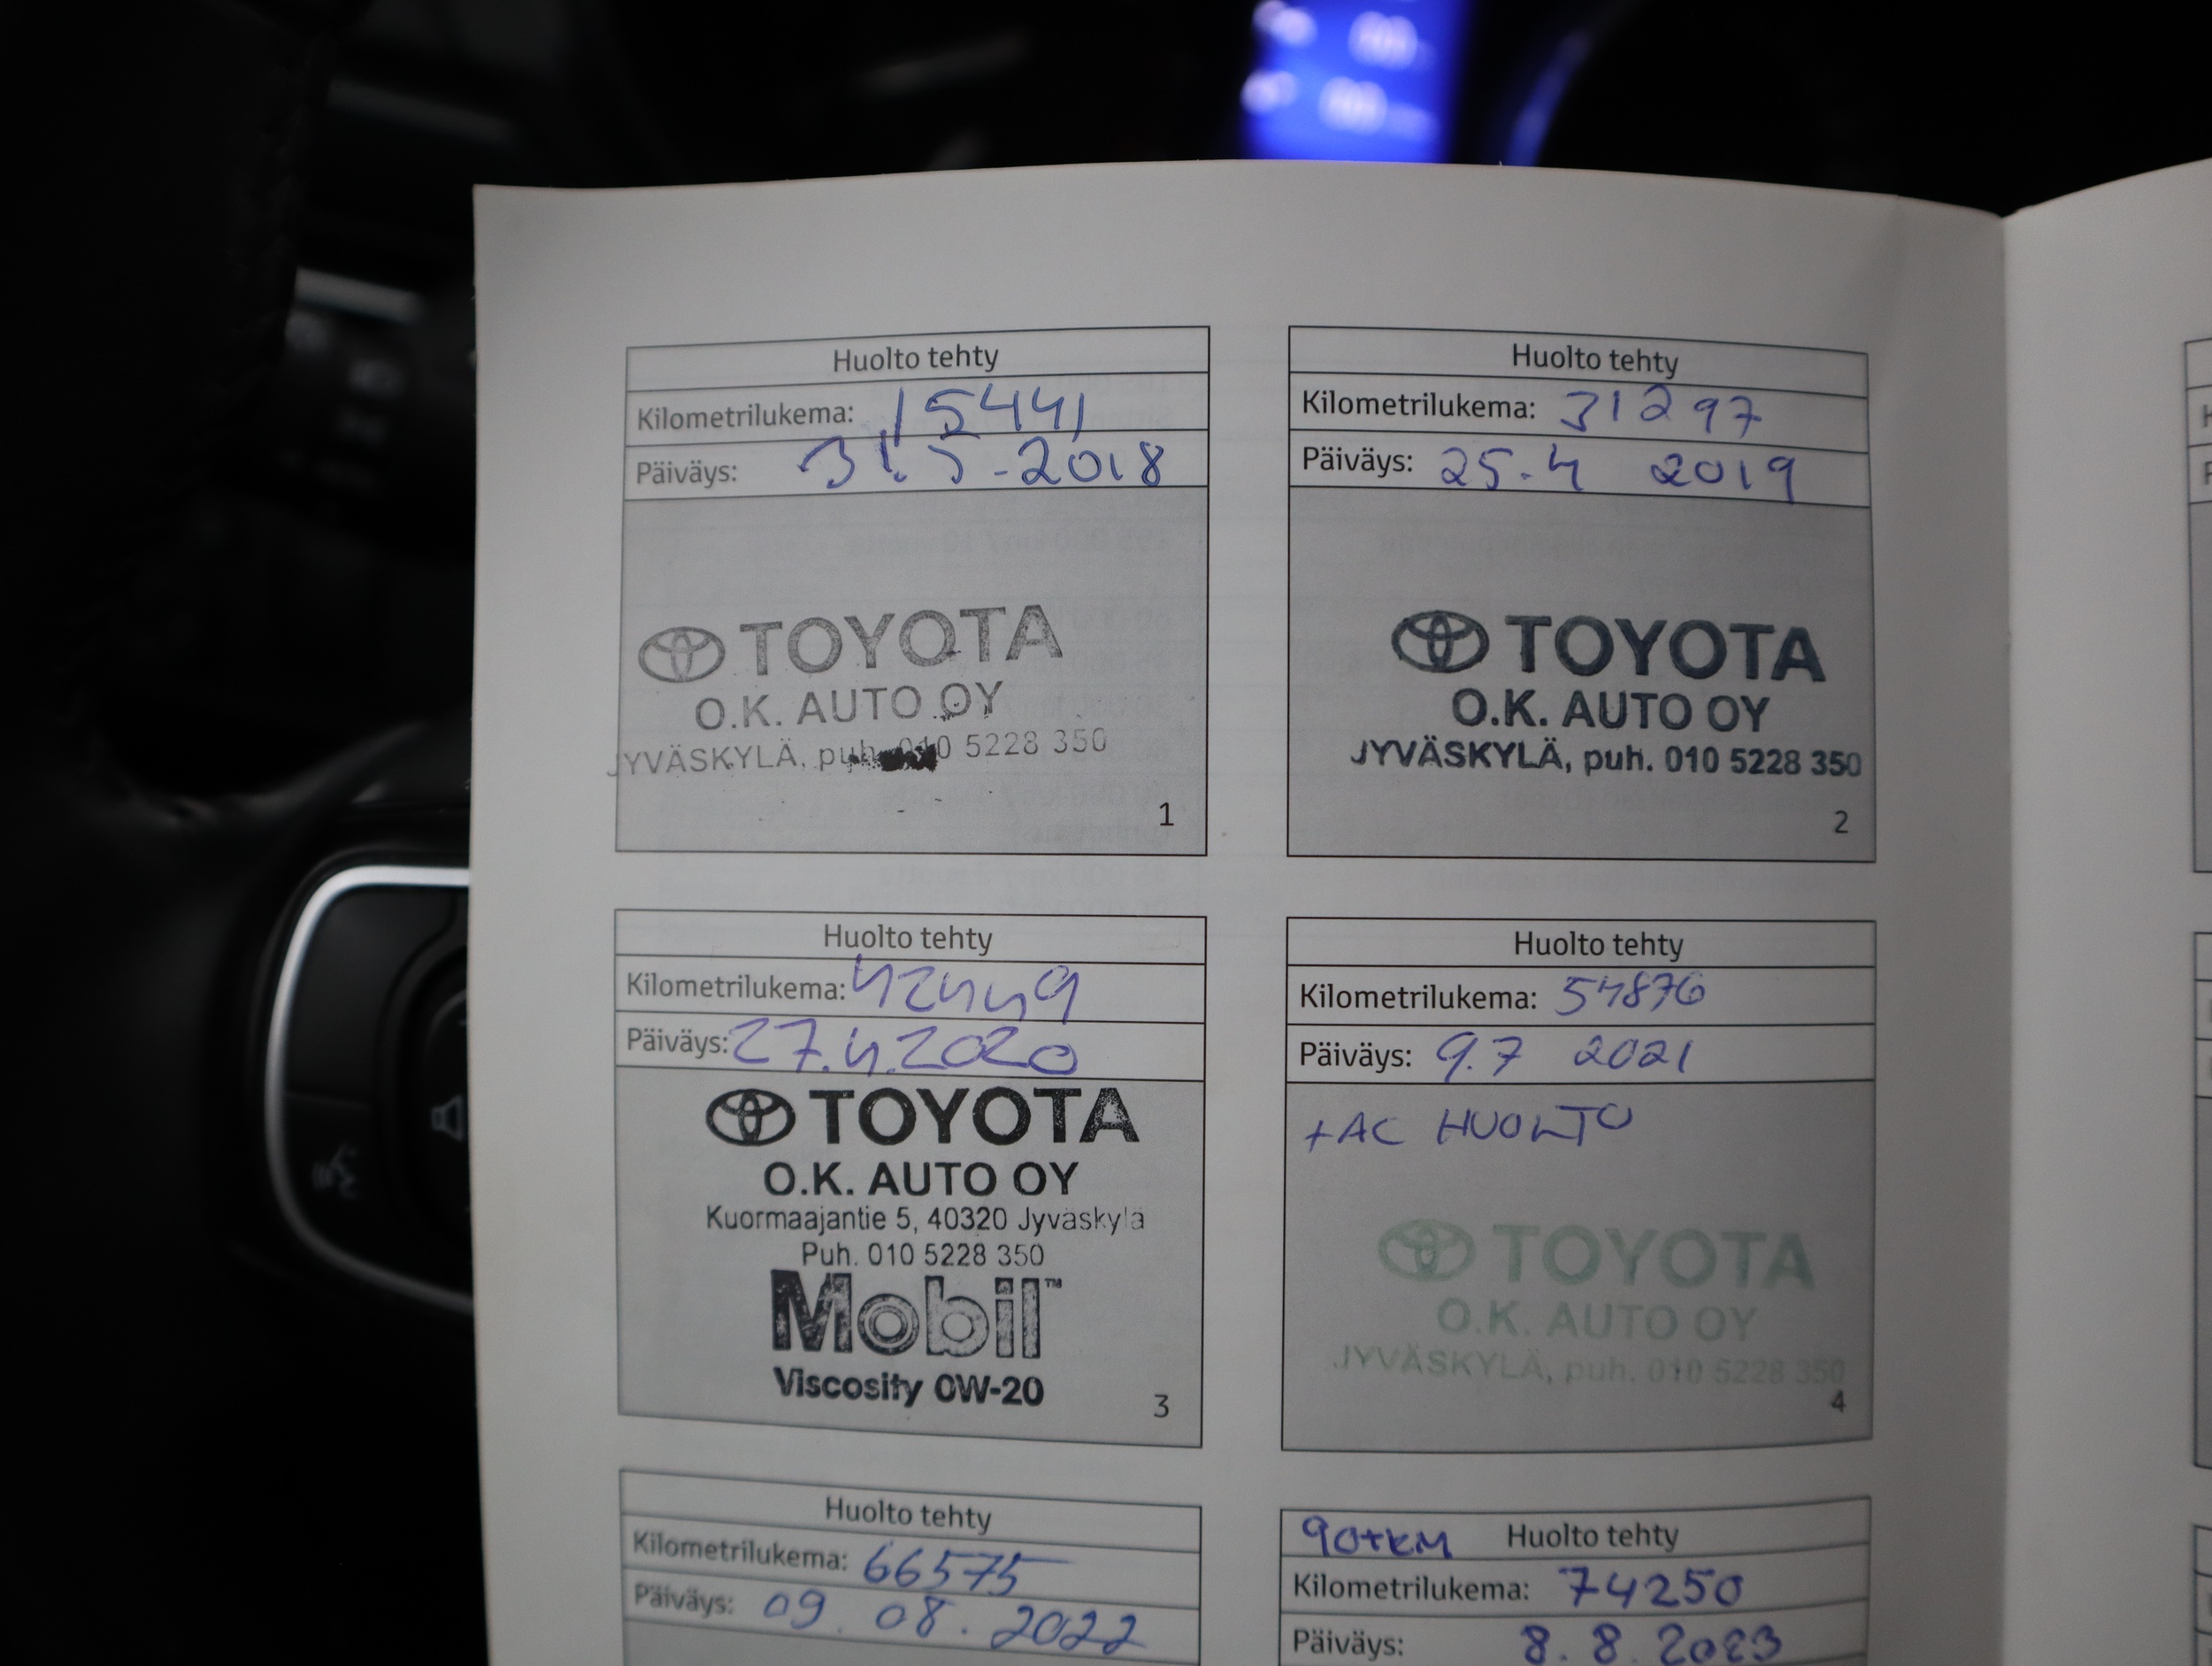 Huolto tehty
Kilometrilukema: 15441
Päiväys: 31.5-2018
TOYOTA
O.K. AUTO OY
JYVÄSKYLÄ, puh. 010 5228 350
1
Huolto tehty
Kilometrilukema: 31297
Päiväys: 25.4 2019
TOYOTA
O.K. AUTO OY
JYVÄSKYLÄ, puh. 010 5228 350
2
Huolto tehty
Kilometrilukema: 42449
Päiväys: 27.4.2020
TOYOTA
O.K. AUTO OY
Kuormaajantie 5, 40320 Jyväskylä
Puh. 010 5228 350
Mobil™
Viscosity 0W-20
3
Huolto tehty
Kilometrilukema: 54876
Päiväys: 9.7 2021
+AC HUOLTO
TOYOTA
O.K. AUTO OY
JYVÄSKYLÄ, puh. 010 5228 350
4
Huolto tehty
Kilometrilukema: 66575
Päiväys: 09.08.2022
90tKM Huolto tehty
Kilometrilukema: 74250
Päiväys: 8.8.2023